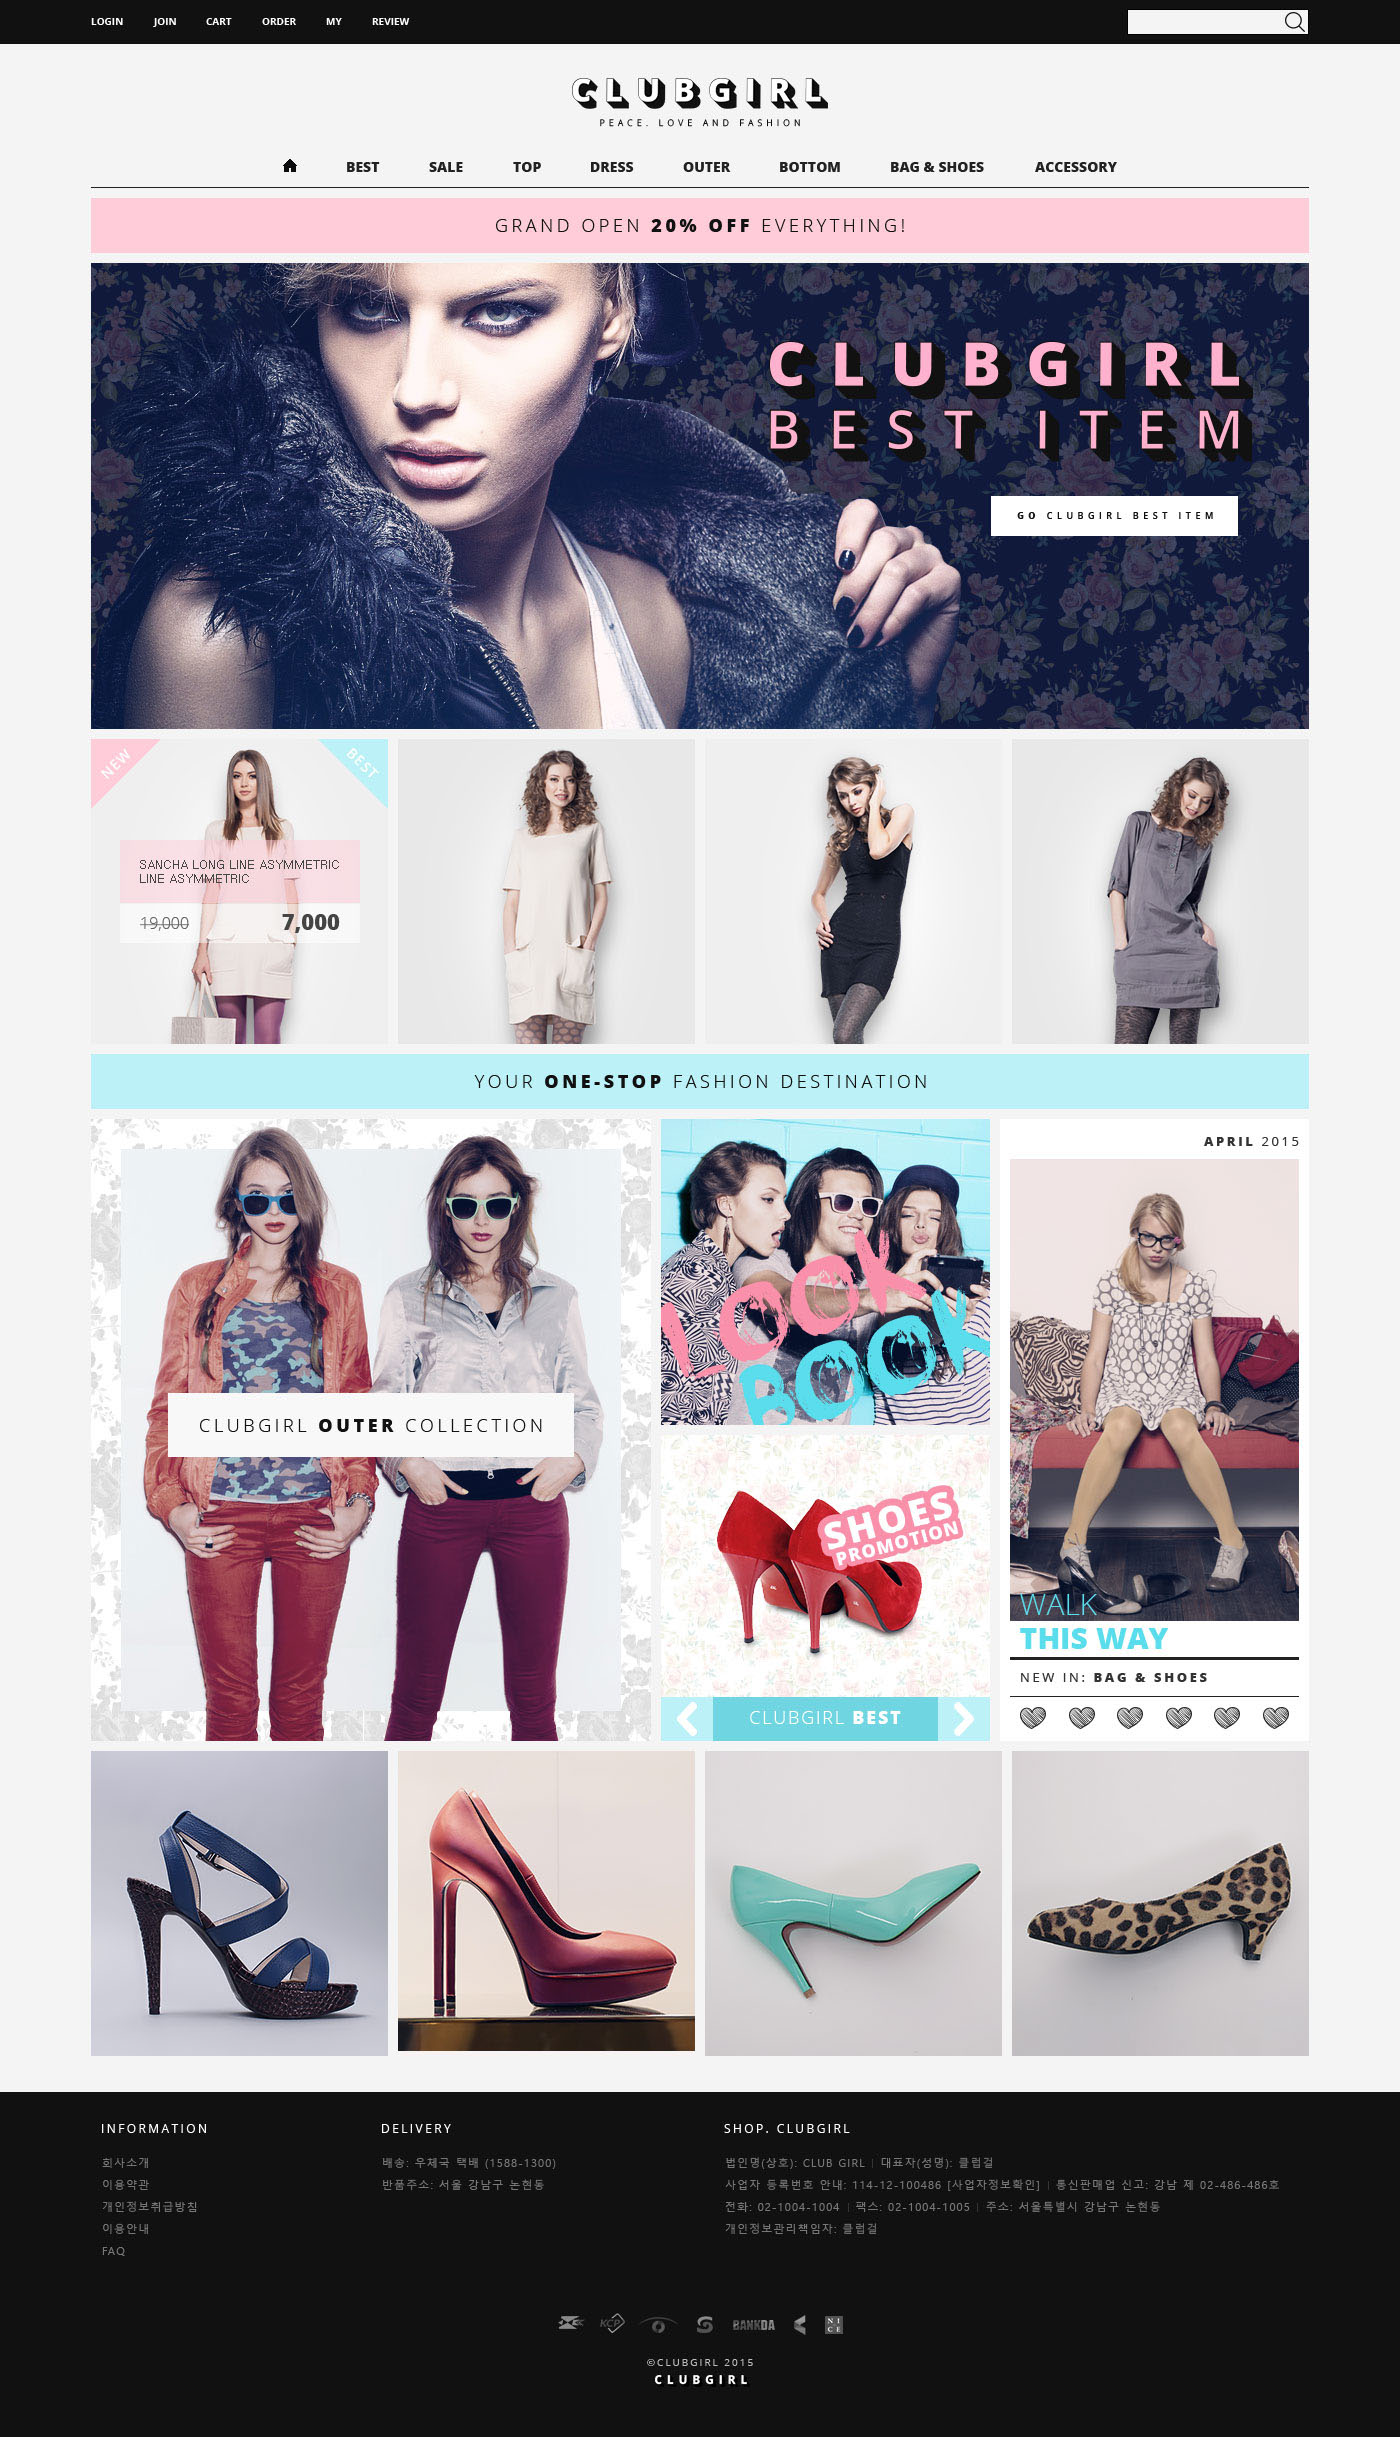 LOGIN JOIN CART ORDER MY REVIEW
CLUBGIRL
PEACE. LOVE AND FASHION
BEST SALE TOP DRESS OUTER BOTTOM BAG & SHOES ACCESSORY
GRAND OPEN 20% OFF EVERYTHING!
CLUBGIRL
BEST ITEM
GO CLUBGIRL BEST ITEM
NEW
BEST
SANCHA LONG LINE ASYMMETRIC
LINE ASYMMETRIC
19,000 7,000
YOUR ONE-STOP FASHION DESTINATION
CLUBGIRL OUTER COLLECTION
LOOK
BOOK
SHOES
PROMOTION
CLUBGIRL BEST
APRIL 2015
WALK
THIS WAY
NEW IN: BAG & SHOES
INFORMATION
회사소개
이용약관
개인정보취급방침
이용안내
FAQ
DELIVERY
배송: 우체국 택배 (1588-1300)
반품주소: 서울 강남구 논현동
SHOP. CLUBGIRL
법인명(상호): CLUB GIRL | 대표자(성명): 클럽걸
사업자 등록번호 안내: 114-12-100486 [사업자정보확인] | 통신판매업 신고: 강남 제 02-486-486호
전화: 02-1004-1004 | 팩스: 02-1004-1005 | 주소: 서울특별시 강남구 논현동
개인정보관리책임자: 클럽걸
KCP BANKDA NICE
©CLUBGIRL 2015
CLUBGIRL